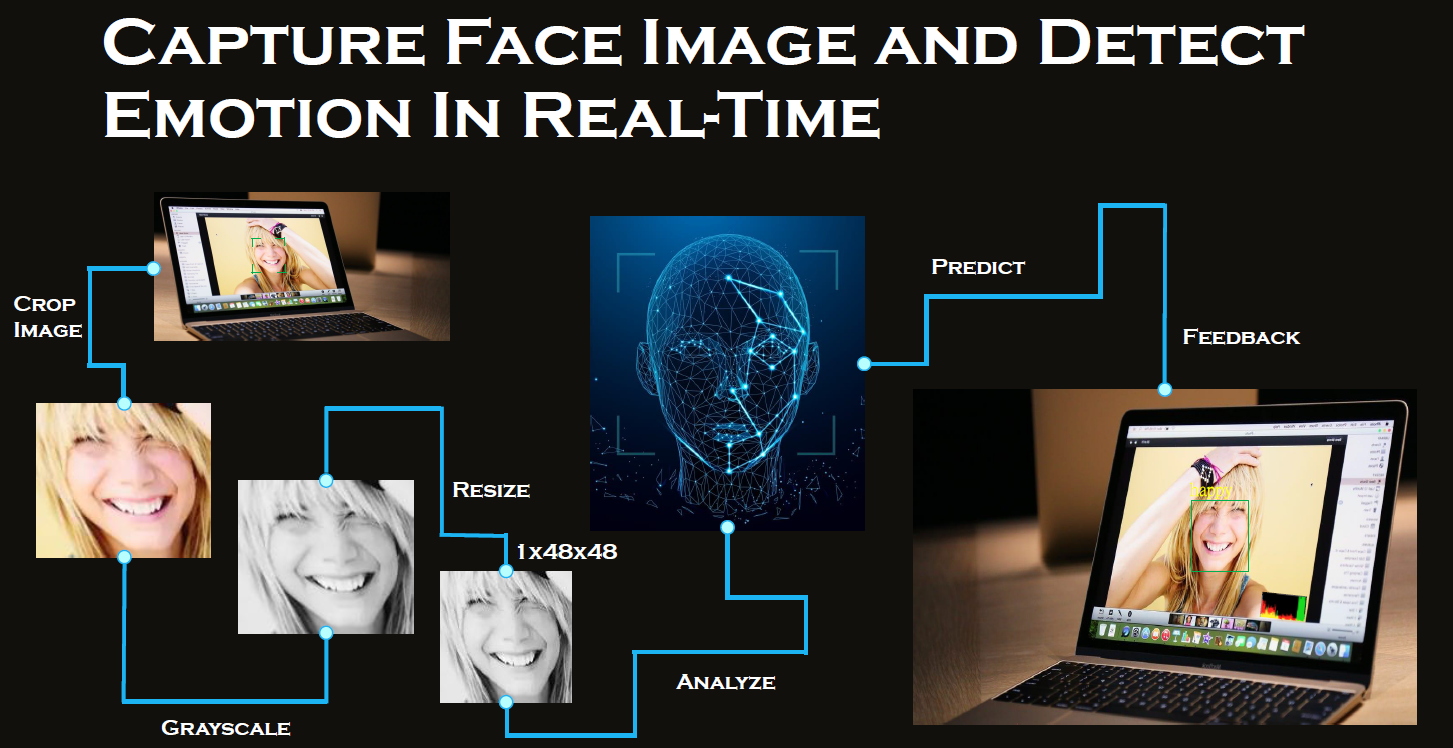 CAPTURE FACE IMAGE AND DETECT
EMOTION IN REAL-TIME
CROP
IMAGE
GRAYSCALE
RESIZE
1x48x48
ANALYZE
PREDICT
FEEDBACK
happy